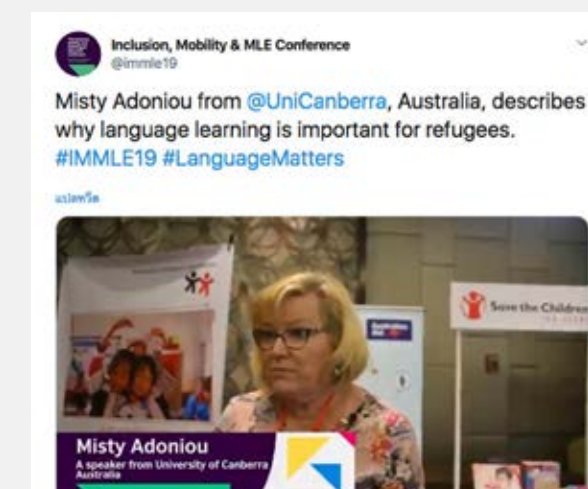 Inclusion, Mobility & MLE Conference
@immle19
Misty Adoniou from @UniCanberra, Australia, describes
why language learning is important for refugees.
#IMMLE19 #LanguageMatters
แปลทวีต
Save the Children
Misty Adoniou
A speaker from University of Canberra
Australia